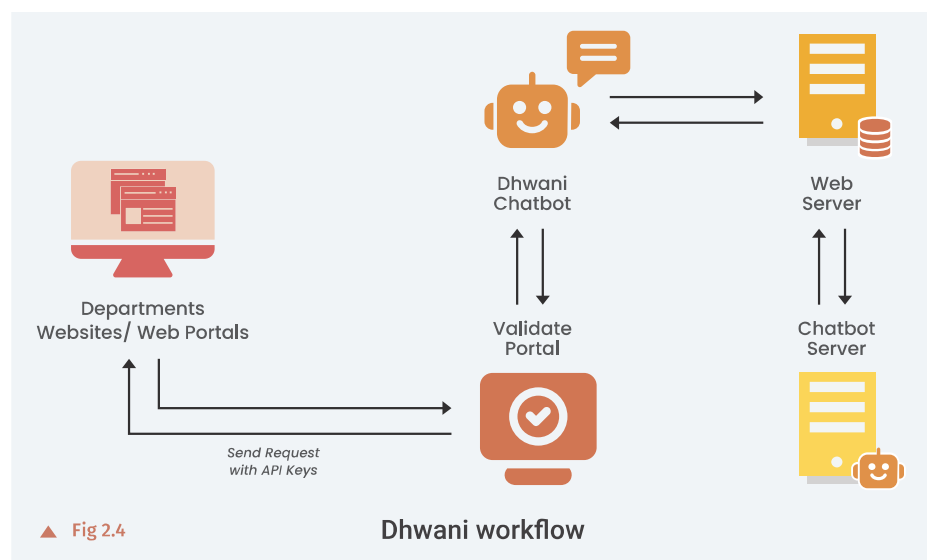 Dhwani
Chatbot
Web
Server
Departments
Websites/ Web Portals
Validate
Portal
Chatbot
Server
Send Request
with API Keys
Fig 2.4
Dhwani workflow